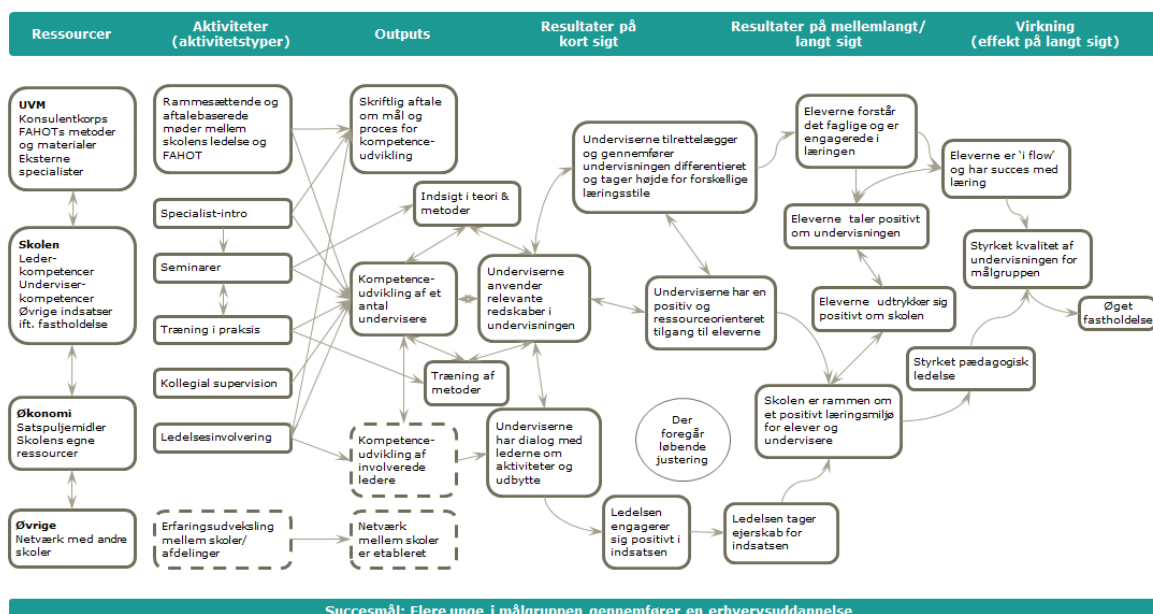 Ressourcer
Aktiviteter
(aktivitetstyper)
Outputs
Resultater på
kort sigt
Resultater på mellemlangt/
langt sigt
Virkning
(effekt på langt sigt)
UVM
Konsulentkorps
FAHOTs metoder
og materialer
Eksterne
specialister
Skolen
Leder-
kompetencer
Underviser-
kompetencer
Øvrige indsatser
ift. fastholdelse
Økonomi
Satspuljemidler
Skolens egne
ressourcer
Øvrige
Netværk med andre
skoler
Rammesættende og
aftalebaserede
møder mellem
skolens ledelse og
FAHOT
Specialist-intro
Seminarer
Træning i praksis
Kollegial supervision
Ledelsesinvolvering
Erfaringsudveksling
mellem skoler/
afdelinger
Skriftlig aftale
om mål og
proces for
kompetence-
udvikling
Indsigt i teori &
metoder
Kompetence-
udvikling af et
antal
undervisere
Træning af
metoder
Kompetence-
udvikling af
involverede
ledere
Netværk
mellem skoler
er etableret
Underviserne tilrettelægger
og gennemfører
undervisningen differentieret
og tager højde for forskellige
læringsstile
Underviserne
anvender
relevante
redskaber i
undervisningen
Underviserne har en
positiv og
ressourceorienteret
tilgang til eleverne
Underviserne
har dialog med
lederne om
aktiviteter og
udbytte
Der
foregår
løbende
justering
Ledelsen
engagerer
sig positivt i
indsatsen
Eleverne forstår
det faglige og er
engagerede i
læringen
Eleverne taler positivt
om undervisningen
Eleverne udtrykker sig
positivt om skolen
Skolen er rammen om
et positivt læringsmiljø
for elever og
undervisere
Ledelsen tager
ejerskab for
indsatsen
Eleverne er ‘i flow’
og har succes med
læring
Styrket kvalitet af
undervisningen for
målgruppen
Øget
fastholdelse
Styrket pædagogisk
ledelse
Succesmål: Flere unge i målgruppen gennemfører en erhvervsuddannelse